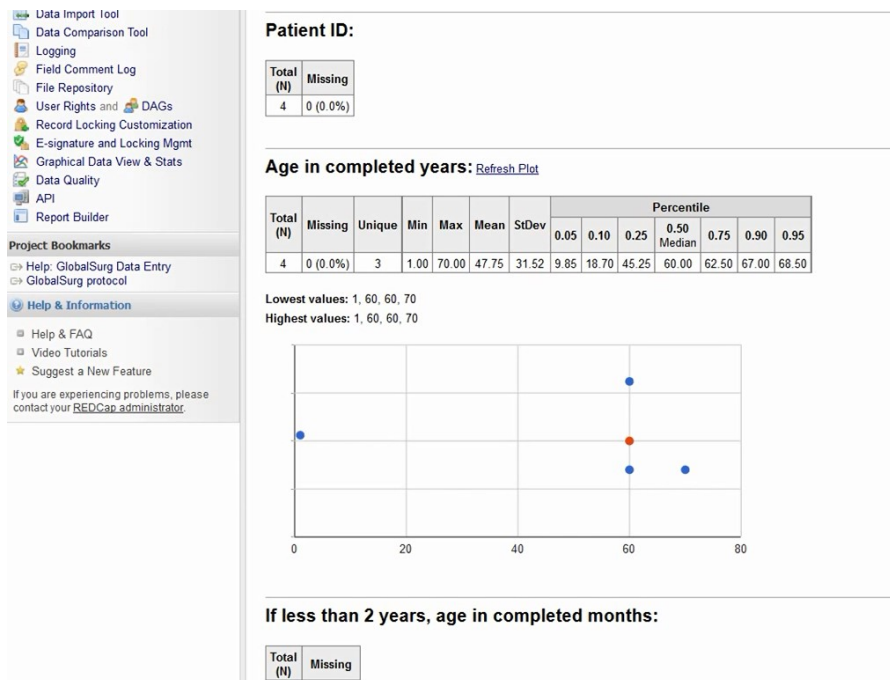 Data Import Tool
Data Comparison Tool
Logging
Field Comment Log
File Repository
User Rights and DAGs
Record Locking Customization
E-signature and Locking Mgmt
Graphical Data View & Stats
Data Quality
API
Report Builder
Project Bookmarks
Help: GlobalSurg Data Entry
GlobalSurg protocol
Help & Information
Help & FAQ
Video Tutorials
Suggest a New Feature
If you are experiencing problems, please
contact your REDCap administrator.
Patient ID:
Total (N) Missing
4 0 (0.0%)
Age in completed years: Refresh Plot
Total (N) Missing Unique Min Max Mean StDev Percentile
0.05 0.10 0.25 0.50 Median 0.75 0.90 0.95
4 0 (0.0%) 3 1.00 70.00 47.75 31.52 9.85 18.70 45.25 60.00 62.50 67.00 68.50
Lowest values: 1, 60, 60, 70
Highest values: 1, 60, 60, 70
0 20 40 60 80
If less than 2 years, age in completed months:
Total (N) Missing